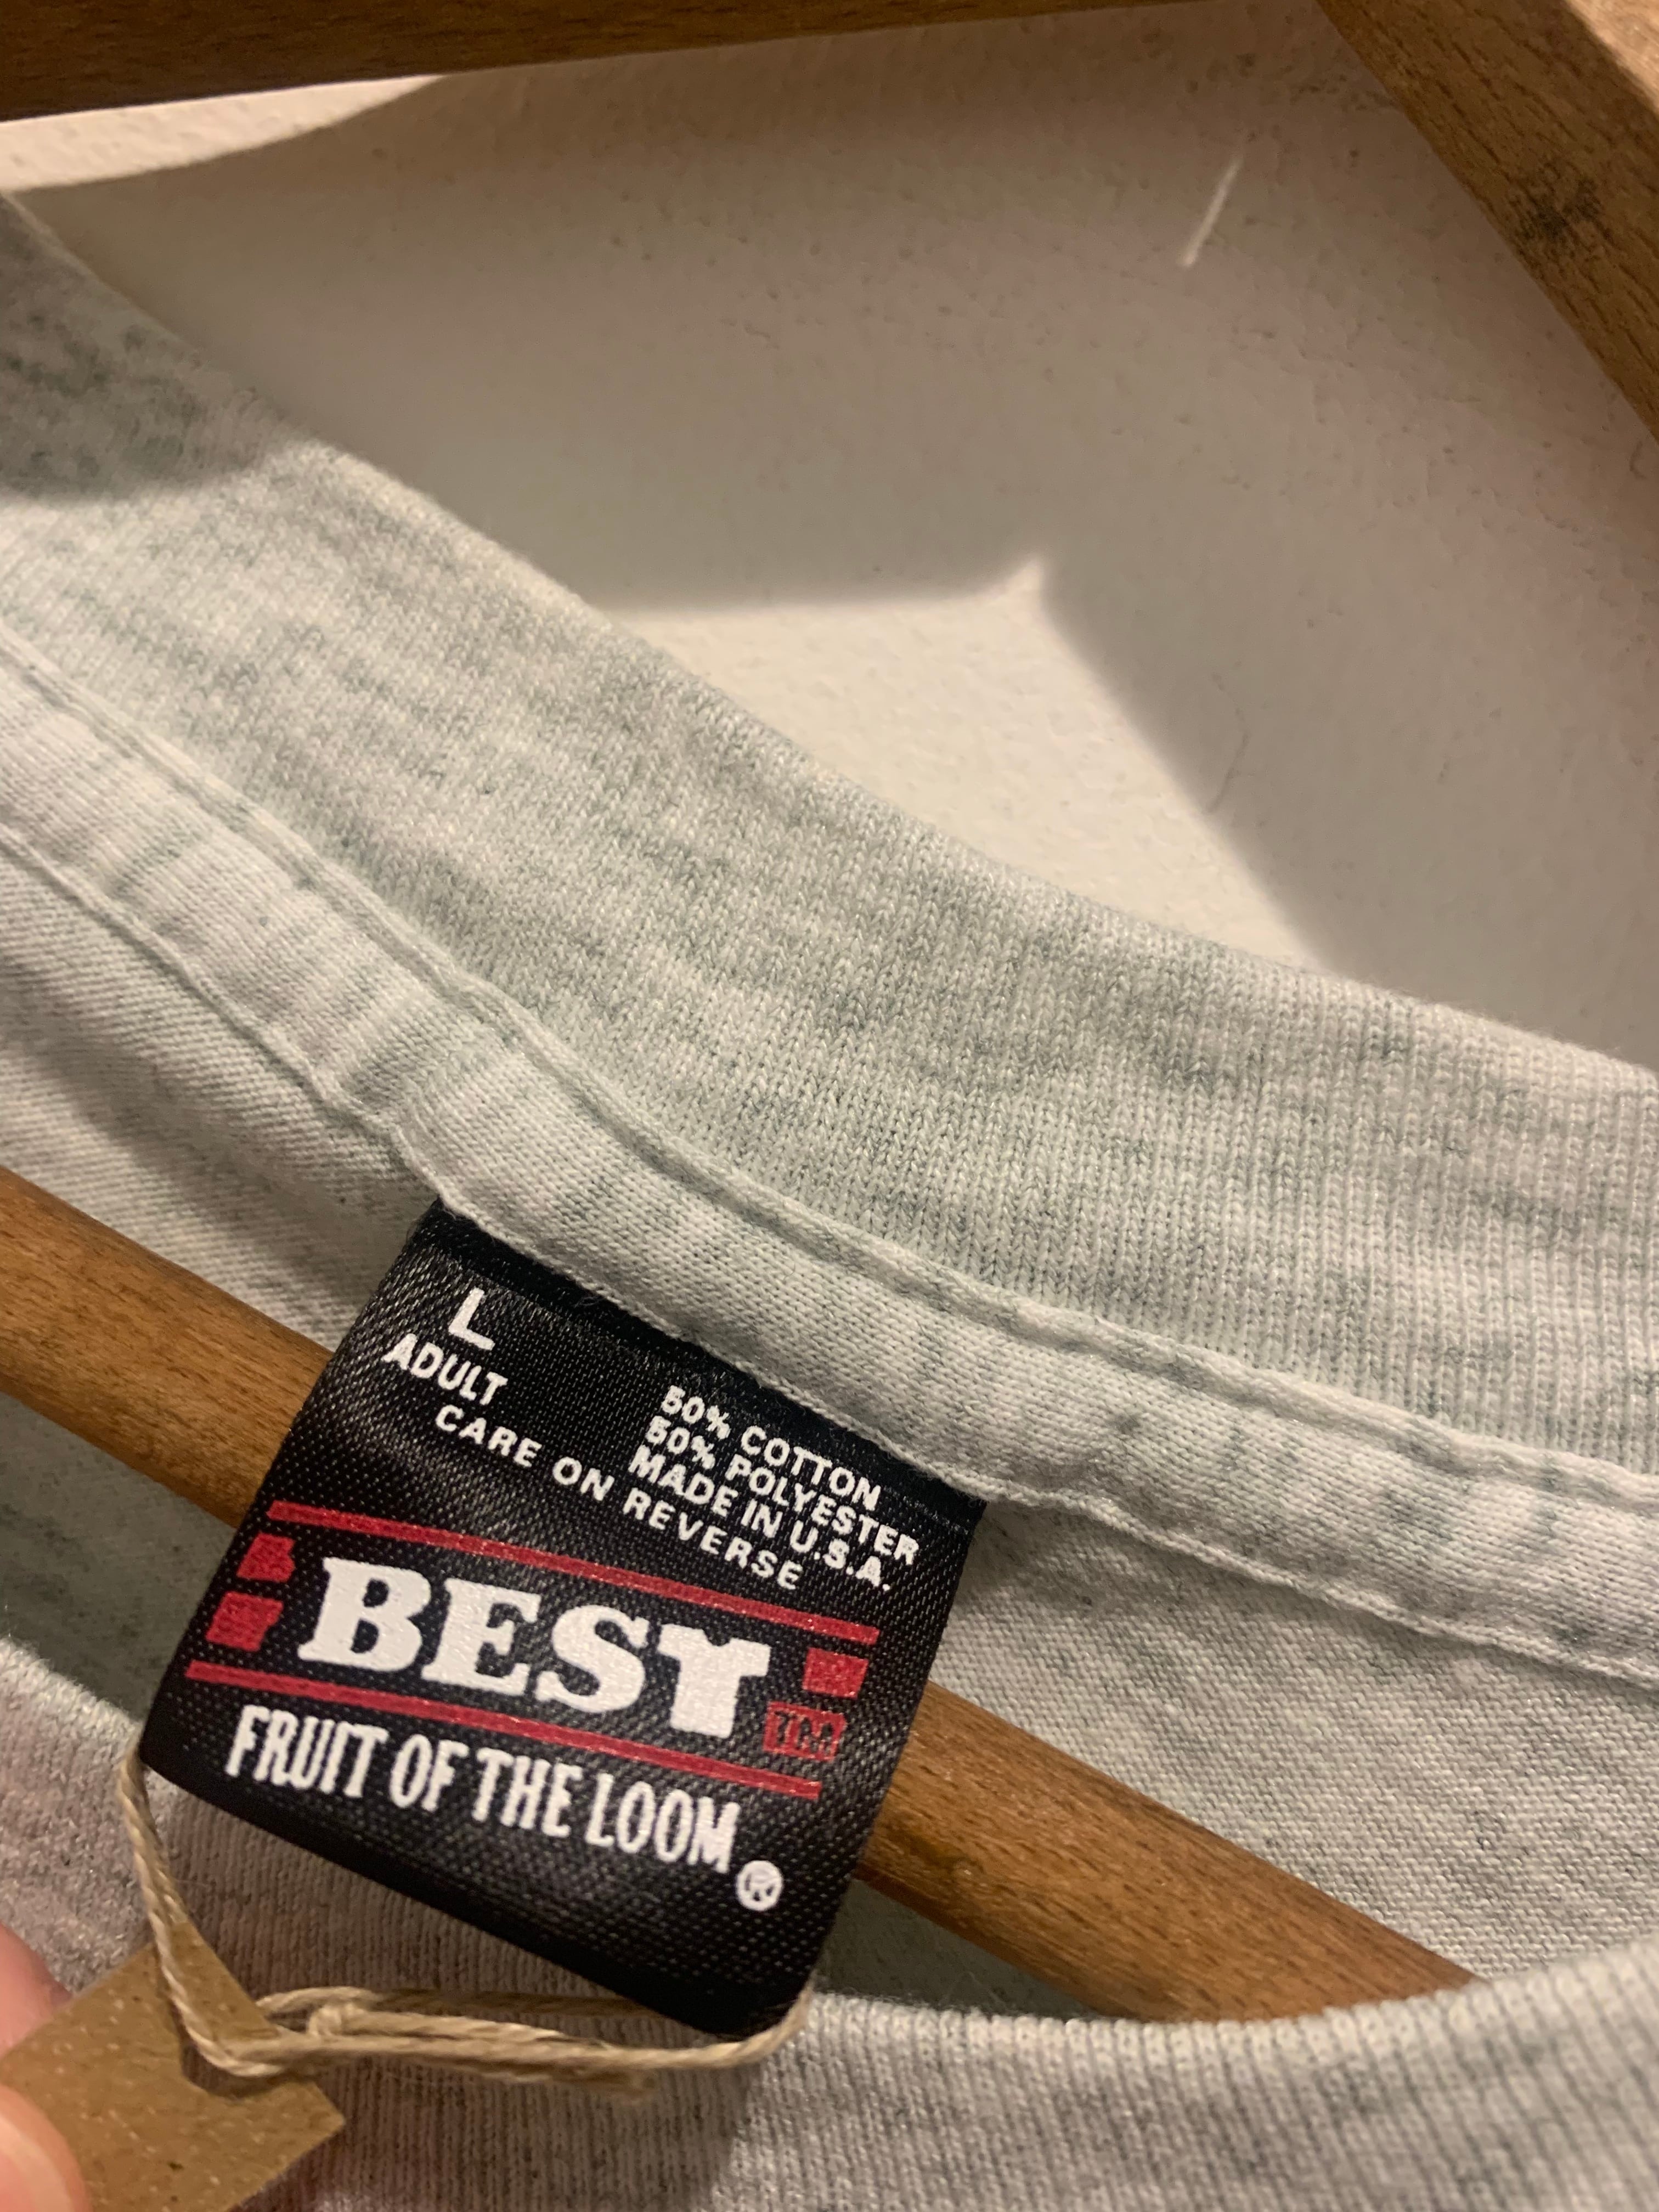 L
ADULT
50% COTTON
50% POLYESTER
MADE IN U.S.A.
CARE ON REVERSE
BEST
TM
FRUIT OF THE LOOM
®